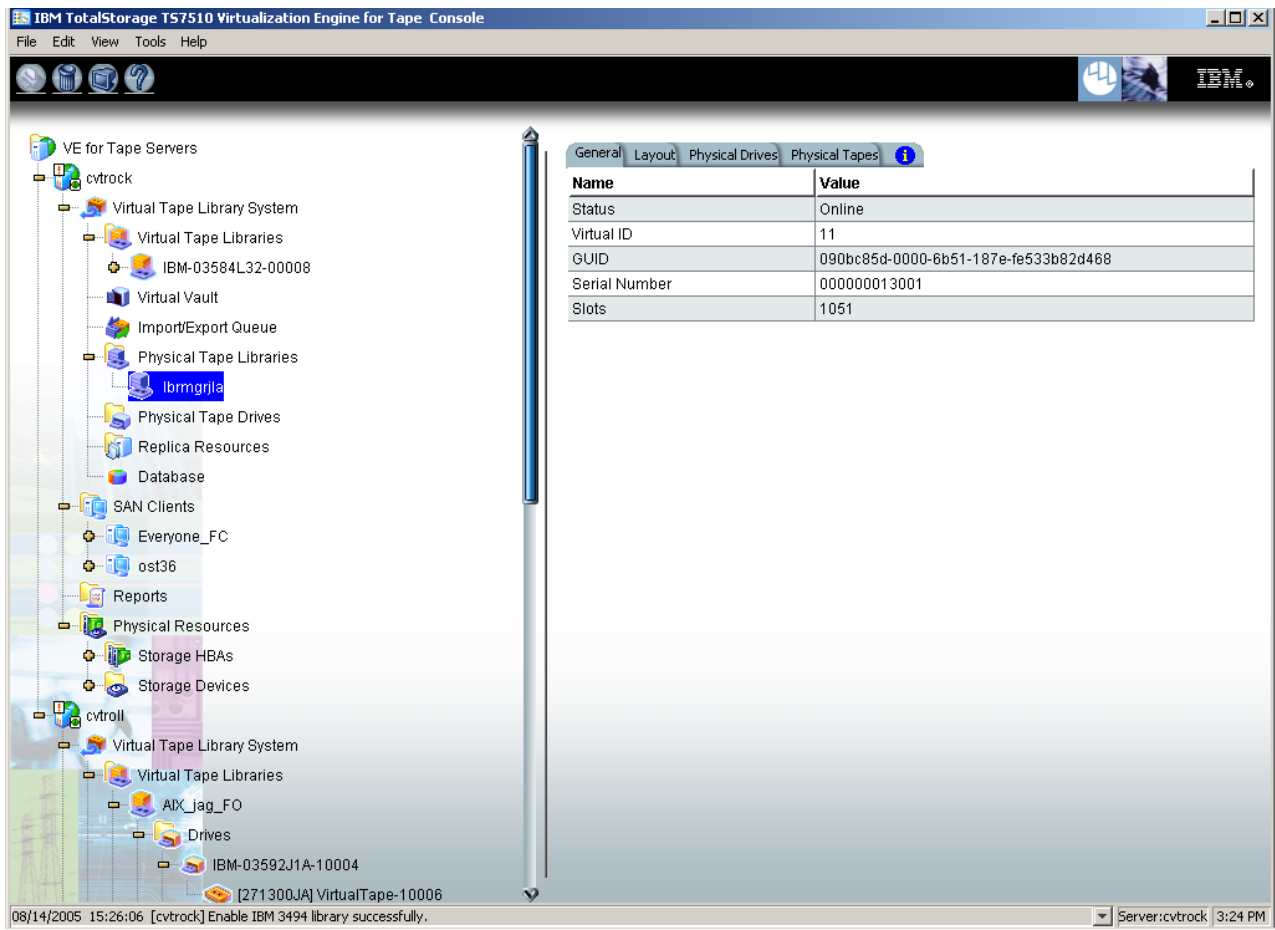 IBM TotalStorage TS7510 Virtualization Engine for Tape Console
File Edit View Tools Help
IBM
VE for Tape Servers
cvtrock
Virtual Tape Library System
Virtual Tape Libraries
IBM-03584L32-00008
Virtual Vault
Import/Export Queue
Physical Tape Libraries
lbrmgrjla
Physical Tape Drives
Replica Resources
Database
SAN Clients
Everyone_FC
ost36
Reports
Physical Resources
Storage HBAs
Storage Devices
cvtroll
Virtual Tape Library System
Virtual Tape Libraries
AIX_jag_FO
Drives
IBM-03592J1A-10004
[271300JA] VirtualTape-10006
General Layout Physical Drives Physical Tapes
Name Value
Status Online
Virtual ID 11
GUID 090bc85d-0000-6b51-187e-fe533b82d468
Serial Number 000000013001
Slots 1051
08/14/2005 15:26:06 [cvtrock] Enable IBM 3494 library successfully.
Server:cvtrock 3:24 PM